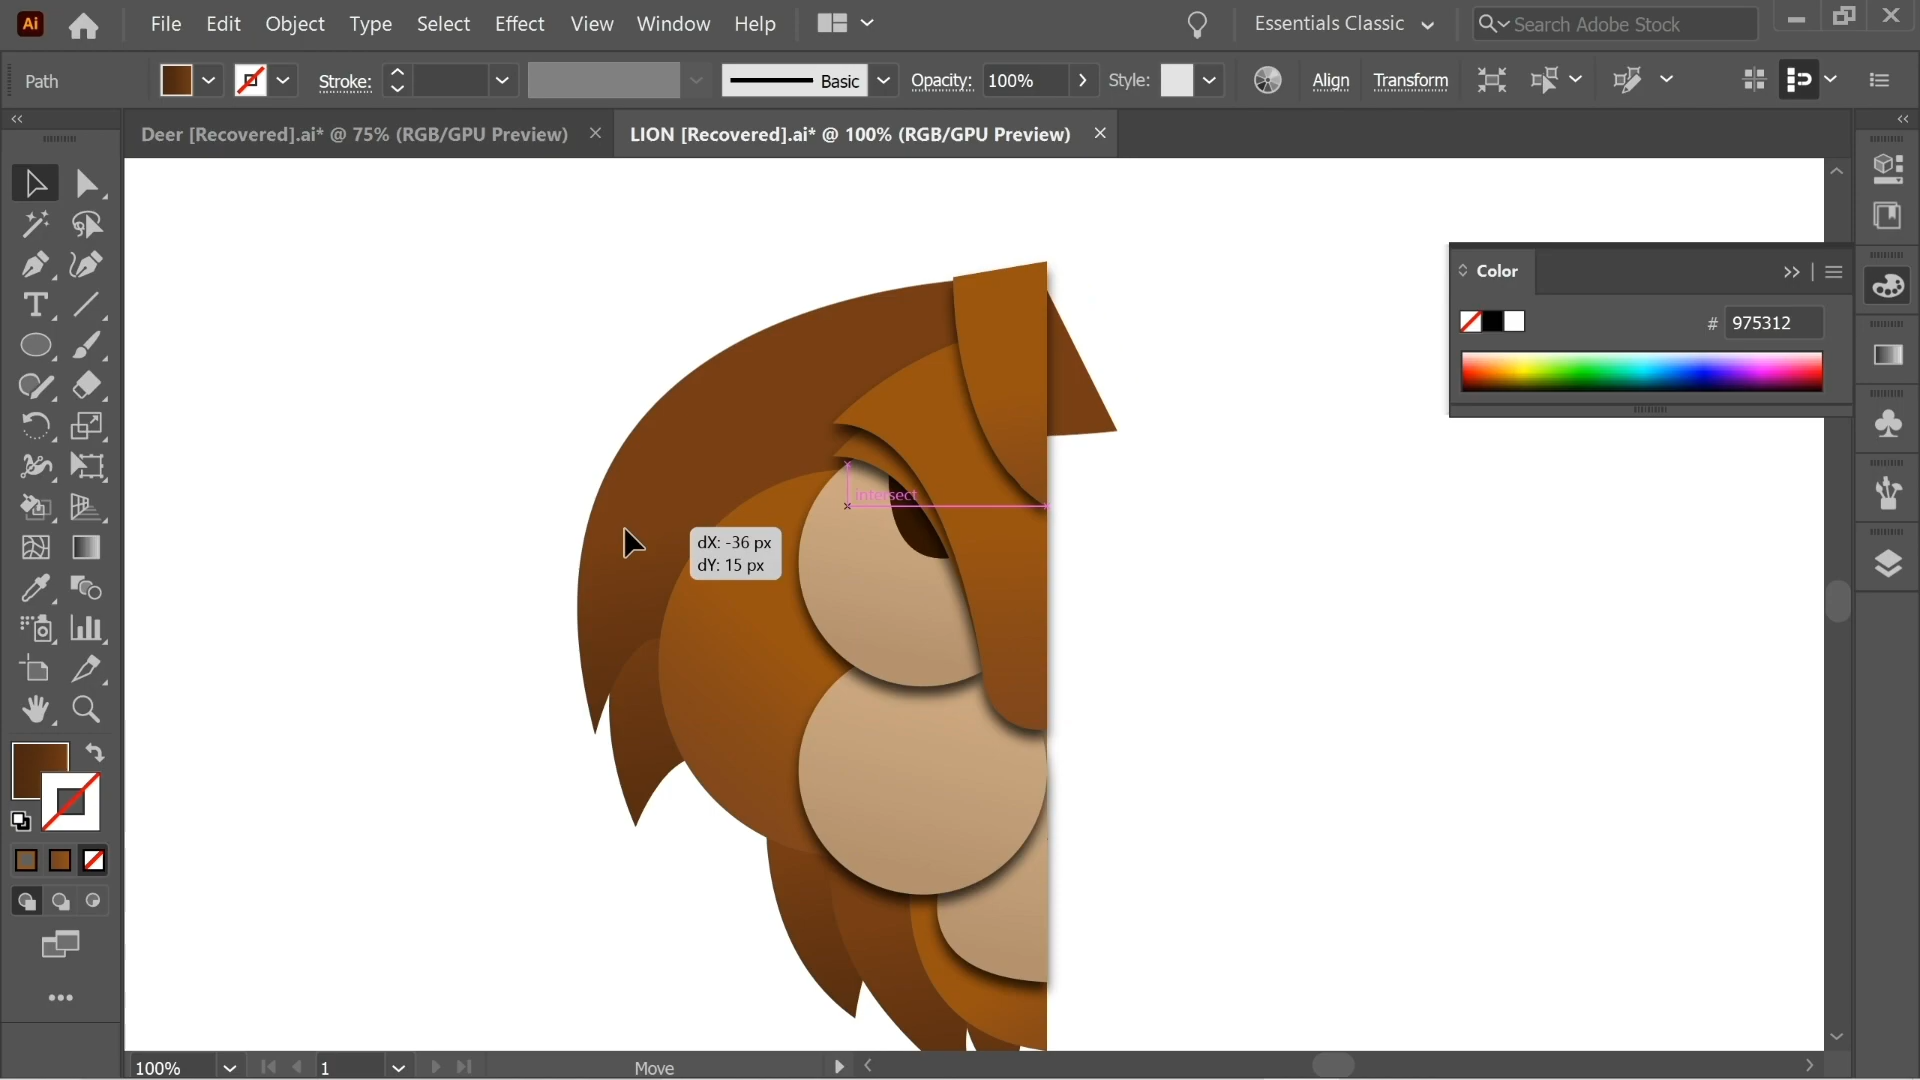 Ai File Edit Object Type Select Effect View Window Help Essentials Classic Search Adobe Stock
Path Stroke: Basic Opacity: 100% Style: Align Transform
Deer [Recovered].ai* @ 75% (RGB/GPU Preview) LION [Recovered].ai* @ 100% (RGB/GPU Preview)
Color
# 975312
intersect
dX: -36 px
dY: 15 px
100% 1 Move